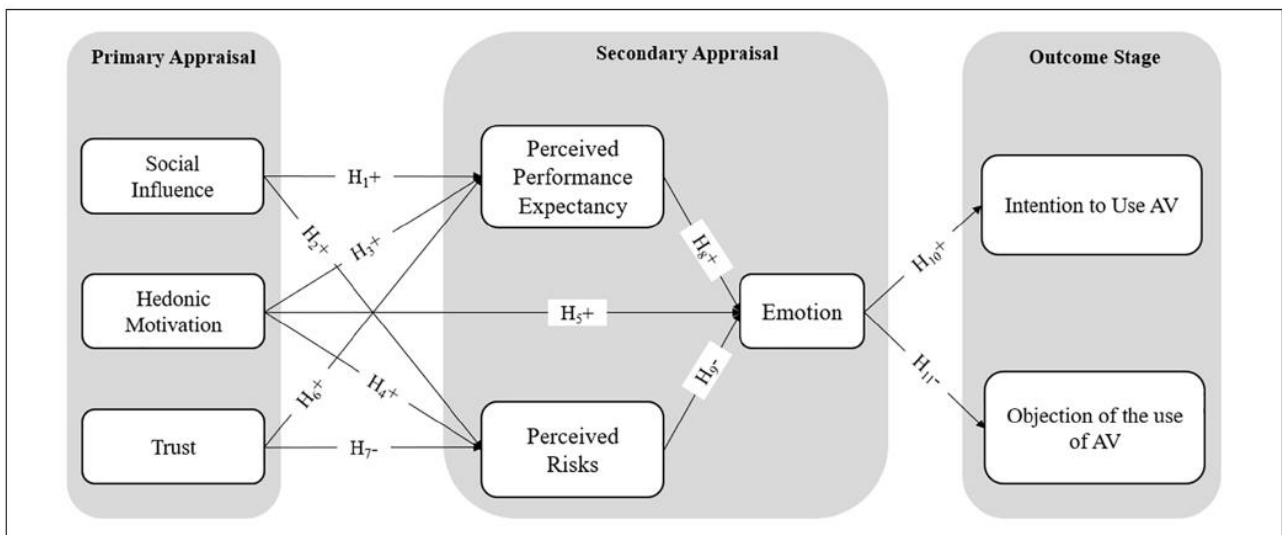 Primary Appraisal
Secondary Appraisal
Outcome Stage
Social
Influence
Hedonic
Motivation
Trust
H₁+
H₂+
H₃+
H₅+
H₄+
H₆+
H₇-
Perceived
Performance
Expectancy
Perceived
Risks
H₈+
H₉-
Emotion
H₁₀+
H₁₁-
Intention to Use AV
Objection of the use
of AV